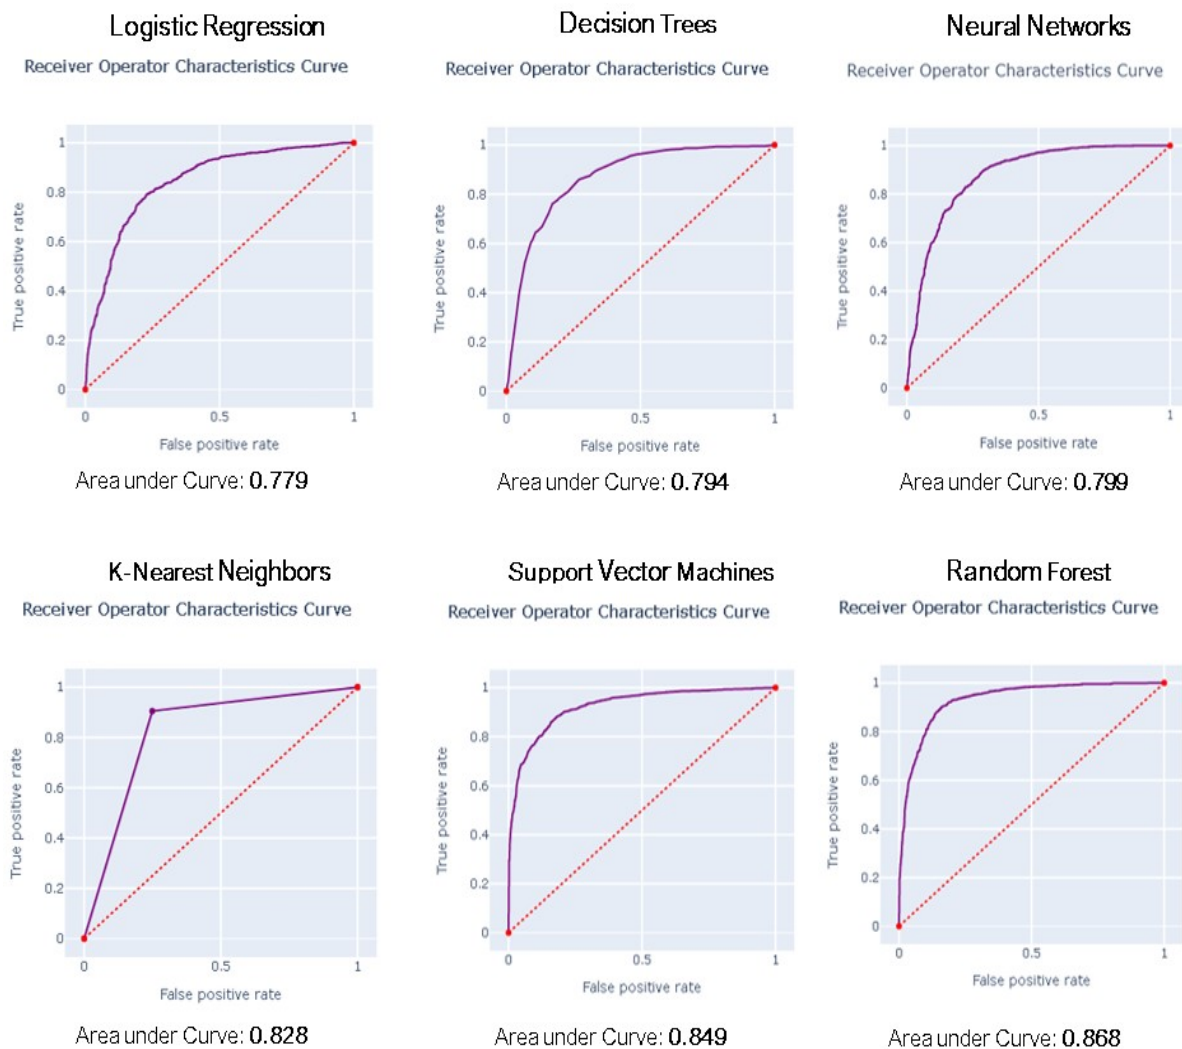 Logistic Regression
Receiver Operator Characteristics Curve
1
0.8
0.6
0.4
0.2
0
True positive rate
0
0.5
1
False positive rate
Area under Curve: 0.779
Decision Trees
Receiver Operator Characteristics Curve
1
0.8
0.6
0.4
0.2
0
True positive rate
0
0.5
1
False positive rate
Area under Curve: 0.794
Neural Networks
Receiver Operator Characteristics Curve
1
0.8
0.6
0.4
0.2
0
True positive rate
0
0.5
1
False positive rate
Area under Curve: 0.799
K-Nearest Neighbors
Receiver Operator Characteristics Curve
1
0.8
0.6
0.4
0.2
0
True positive rate
0
0.5
1
False positive rate
Area under Curve: 0.828
Support Vector Machines
Receiver Operator Characteristics Curve
1
0.8
0.6
0.4
0.2
0
True positive rate
0
0.5
1
False positive rate
Area under Curve: 0.849
Random Forest
Receiver Operator Characteristics Curve
1
0.8
0.6
0.4
0.2
0
True positive rate
0
0.5
1
False positive rate
Area under Curve: 0.868